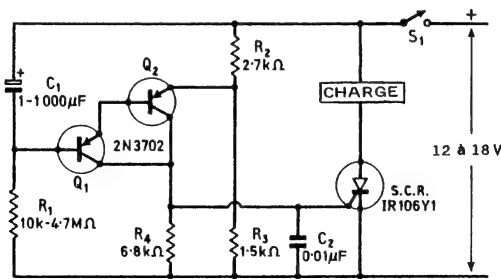 +
S₁
R₂
2.7kΩ
Q₂
C₁
1-1000μF
CHARGE
2N3702
12 à 18 V
Q₁
S.C.R.
IR106Y1
R₁
10k-4.7MΩ
R₄
6.8kΩ
R₃
1.5kΩ
C₂
0.01μF